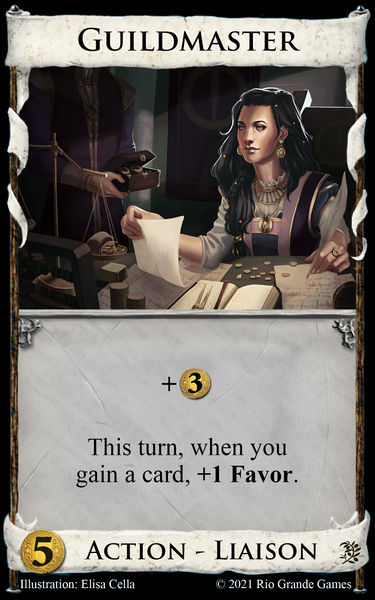 GUILDMASTER
+3
This turn, when you
gain a card, +1 Favor.
5 ACTION - LIAISON
Illustration: Elisa Cella © 2021 Rio Grande Games